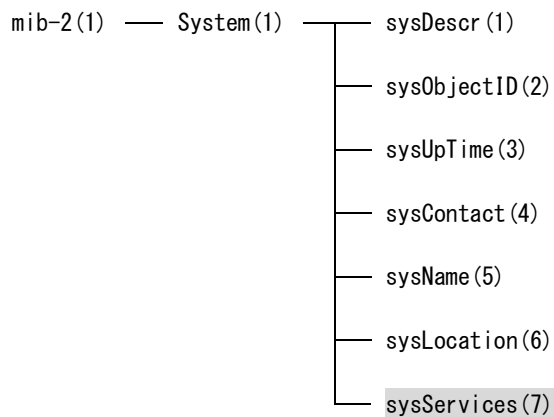 mib-2(1) System(1) sysDescr(1)
sysObjectID(2)
sysUpTime(3)
sysContact(4)
sysName(5)
sysLocation(6)
sysServices(7)